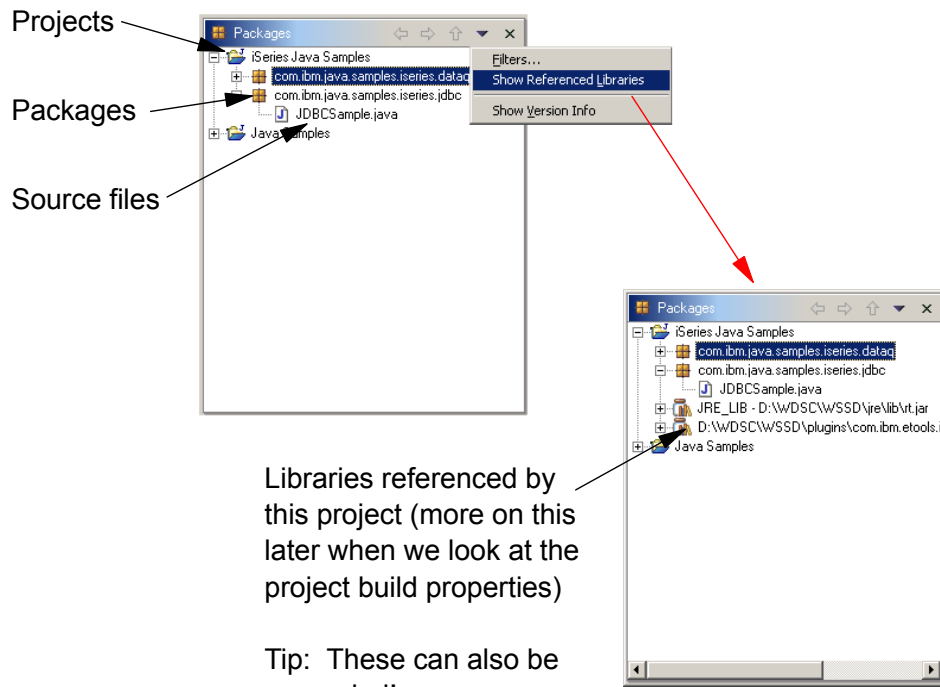 Projects
Packages
Source files
Packages
iSeries Java Samples
com.ibm.java.samples.iseries.dataq
com.ibm.java.samples.iseries.jdbc
JDBCSample.java
Java Samples
Filters...
Show Referenced Libraries
Show Version Info
Packages
iSeries Java Samples
com.ibm.java.samples.iseries.dataq
com.ibm.java.samples.iseries.jdbc
JDBCSample.java
JRE_LIB - D:\WDSC\WSSD\jre\lib\rt.jar
D:\WDSC\WSSD\plugins\com.ibm.etools.i
Java Samples
Libraries referenced by
this project (more on this
later when we look at the
project build properties)
Tip: These can also be